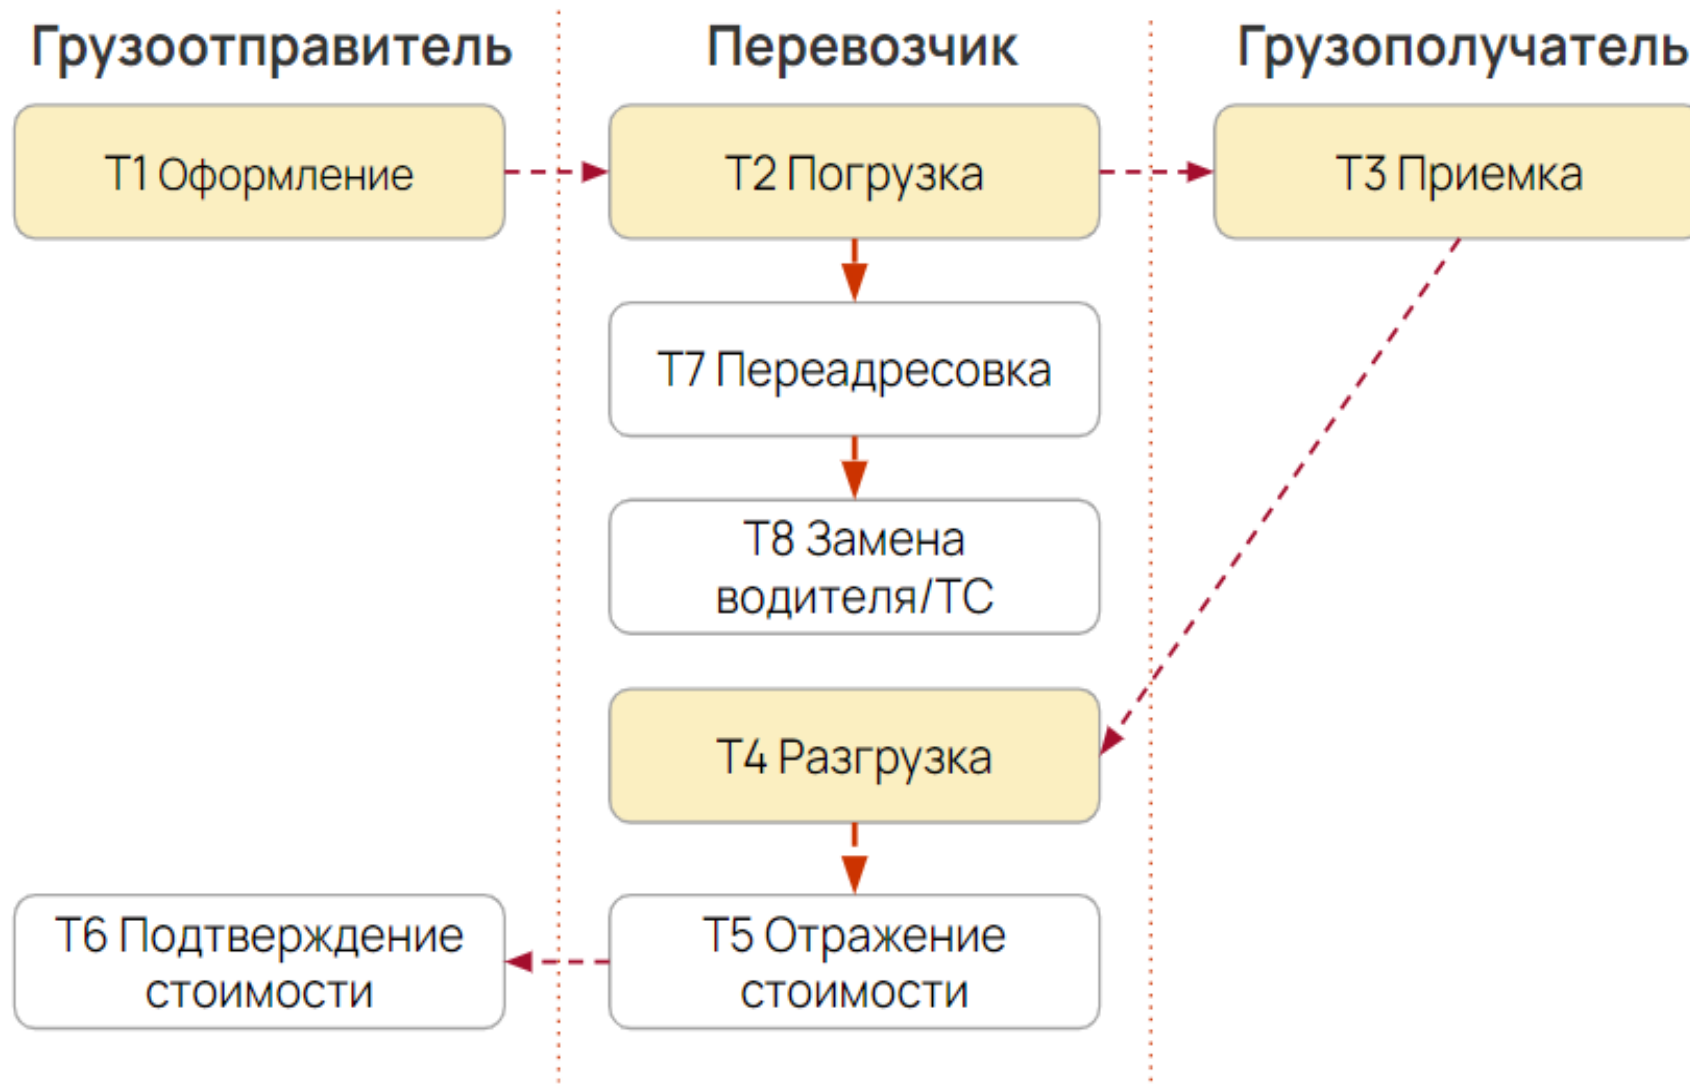 Грузоотправитель
Перевозчик
Грузополучатель
Т1 Оформление
Т2 Погрузка
Т3 Приемка
Т7 Переадресовка
Т8 Замена
водителя/ТС
Т4 Разгрузка
Т6 Подтверждение
стоимости
Т5 Отражение
стоимости